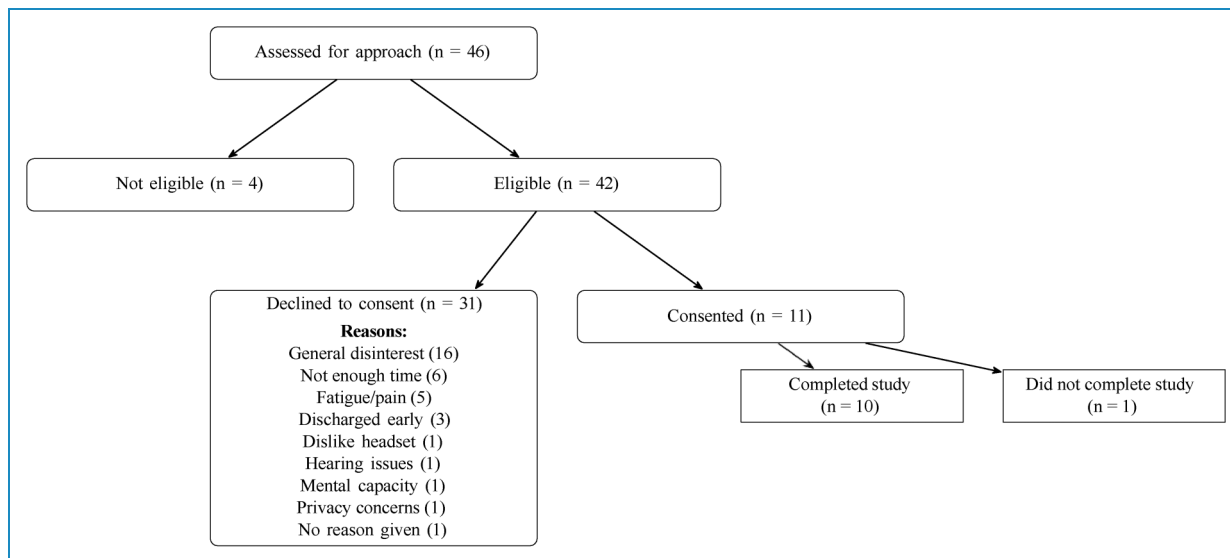 Assessed for approach (n = 46)
Not eligible (n = 4)
Eligible (n = 42)
Declined to consent (n = 31)
Reasons:
General disinterest (16)
Not enough time (6)
Fatigue/pain (5)
Discharged early (3)
Dislike headset (1)
Hearing issues (1)
Mental capacity (1)
Privacy concerns (1)
No reason given (1)
Consented (n = 11)
Completed study
(n = 10)
Did not complete study
(n = 1)